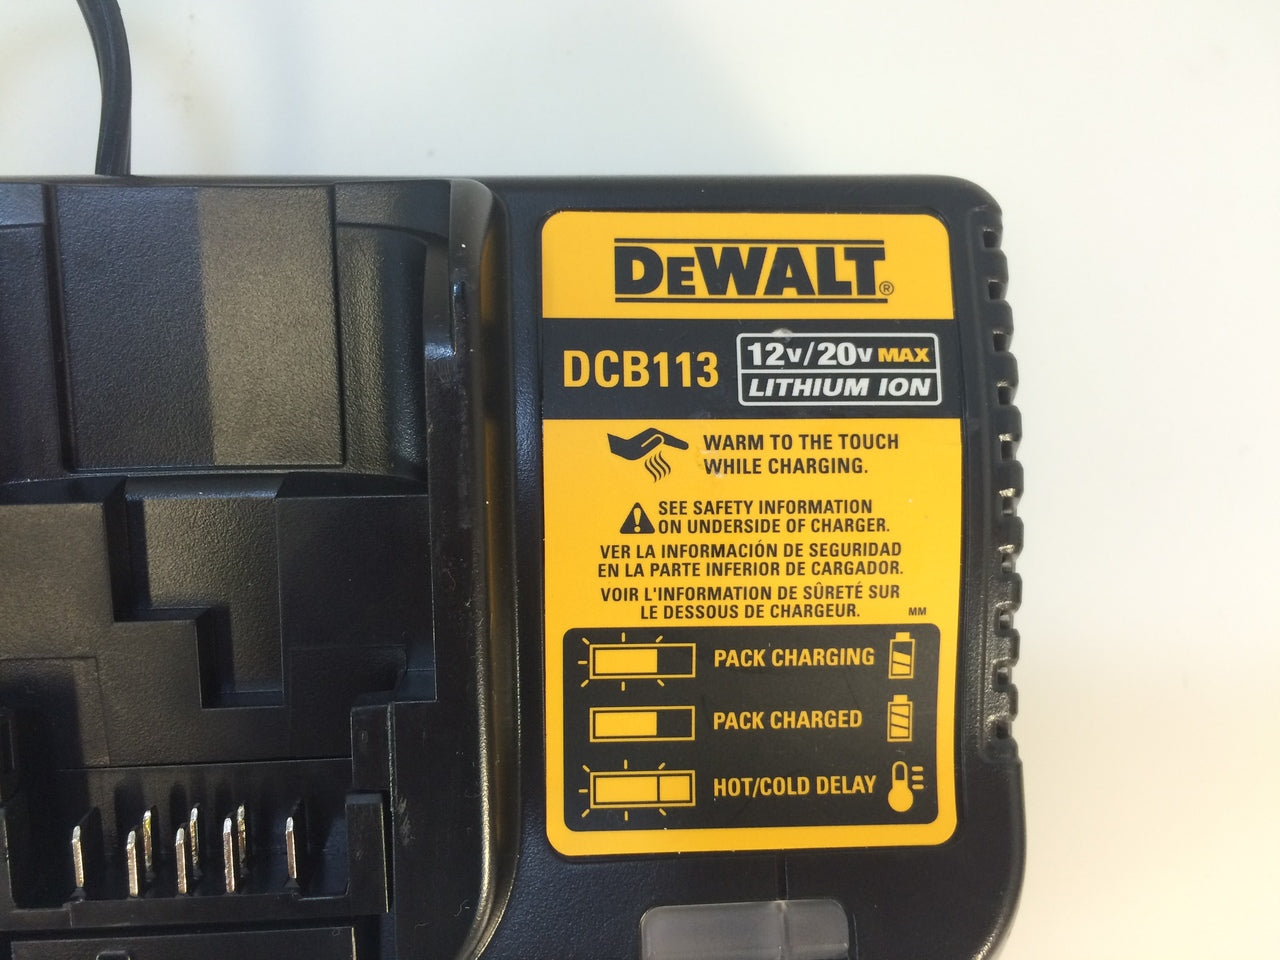 DEWALT®
DCB113
12V/20V MAX
LITHIUM ION
WARM TO THE TOUCH
WHILE CHARGING.
SEE SAFETY INFORMATION
ON UNDERSIDE OF CHARGER.
VER LA INFORMACIÓN DE SEGURIDAD
EN LA PARTE INFERIOR DE CARGADOR.
VOIR L'INFORMATION DE SÛRETÉ SUR
LE DESSOUS DE CHARGEUR.
MM
PACK CHARGING
PACK CHARGED
HOT/COLD DELAY